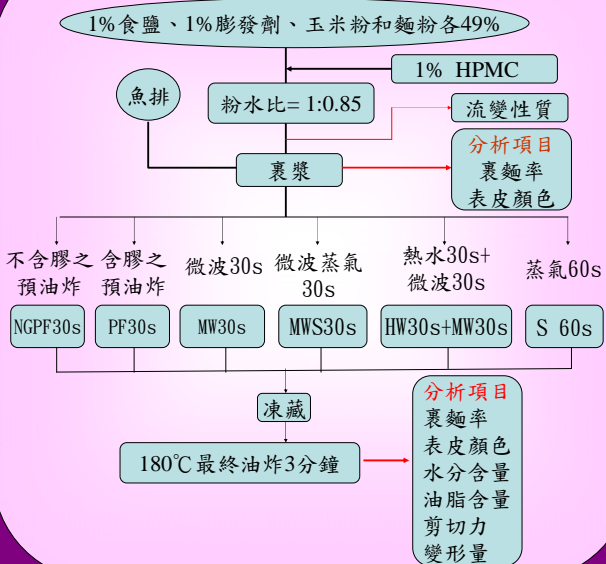 1%食鹽、1%膨發劑、玉米粉和麵粉各49%
1% HPMC
魚排
粉水比= 1:0.85
流變性質
分析項目
裹麵率
表皮顏色
裹漿
不含膠之
預油炸
含膠之
預油炸
微波30s
微波蒸氣
30s
熱水30s+
微波30s
蒸氣60s
NGPF30s
PF30s
MW30s
MWS30s
HW30s+MW30s
S 60s
凍藏
180℃最終油炸3分鐘
分析項目
裹麵率
表皮顏色
水分含量
油脂含量
剪切力
變形量